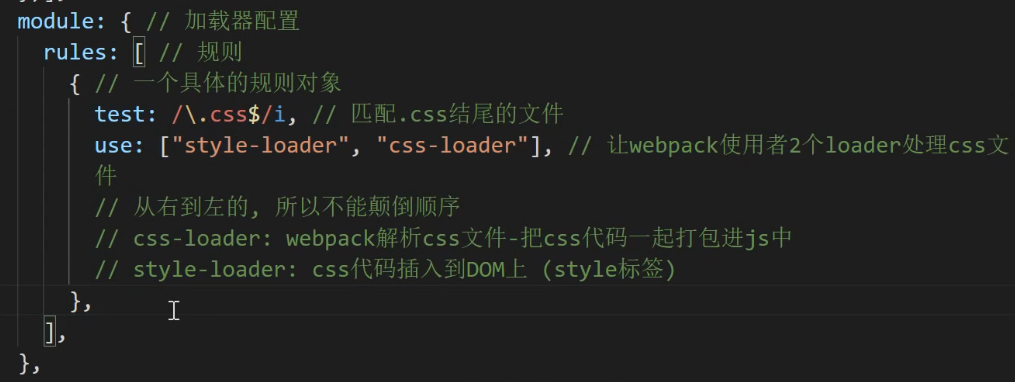 module: { // 加载器配置
rules: [ // 规则
{ // 一个具体的规则对象
test: /\.css$/i, // 匹配.css结尾的文件
use: ["style-loader", "css-loader"], // 让webpack使用者2个loader处理css文
件
// 从右到左的, 所以不能颠倒顺序
// css-loader: webpack解析css文件-把css代码一起打包进js中
// style-loader: css代码插入到DOM上 (style标签)
},
],
},